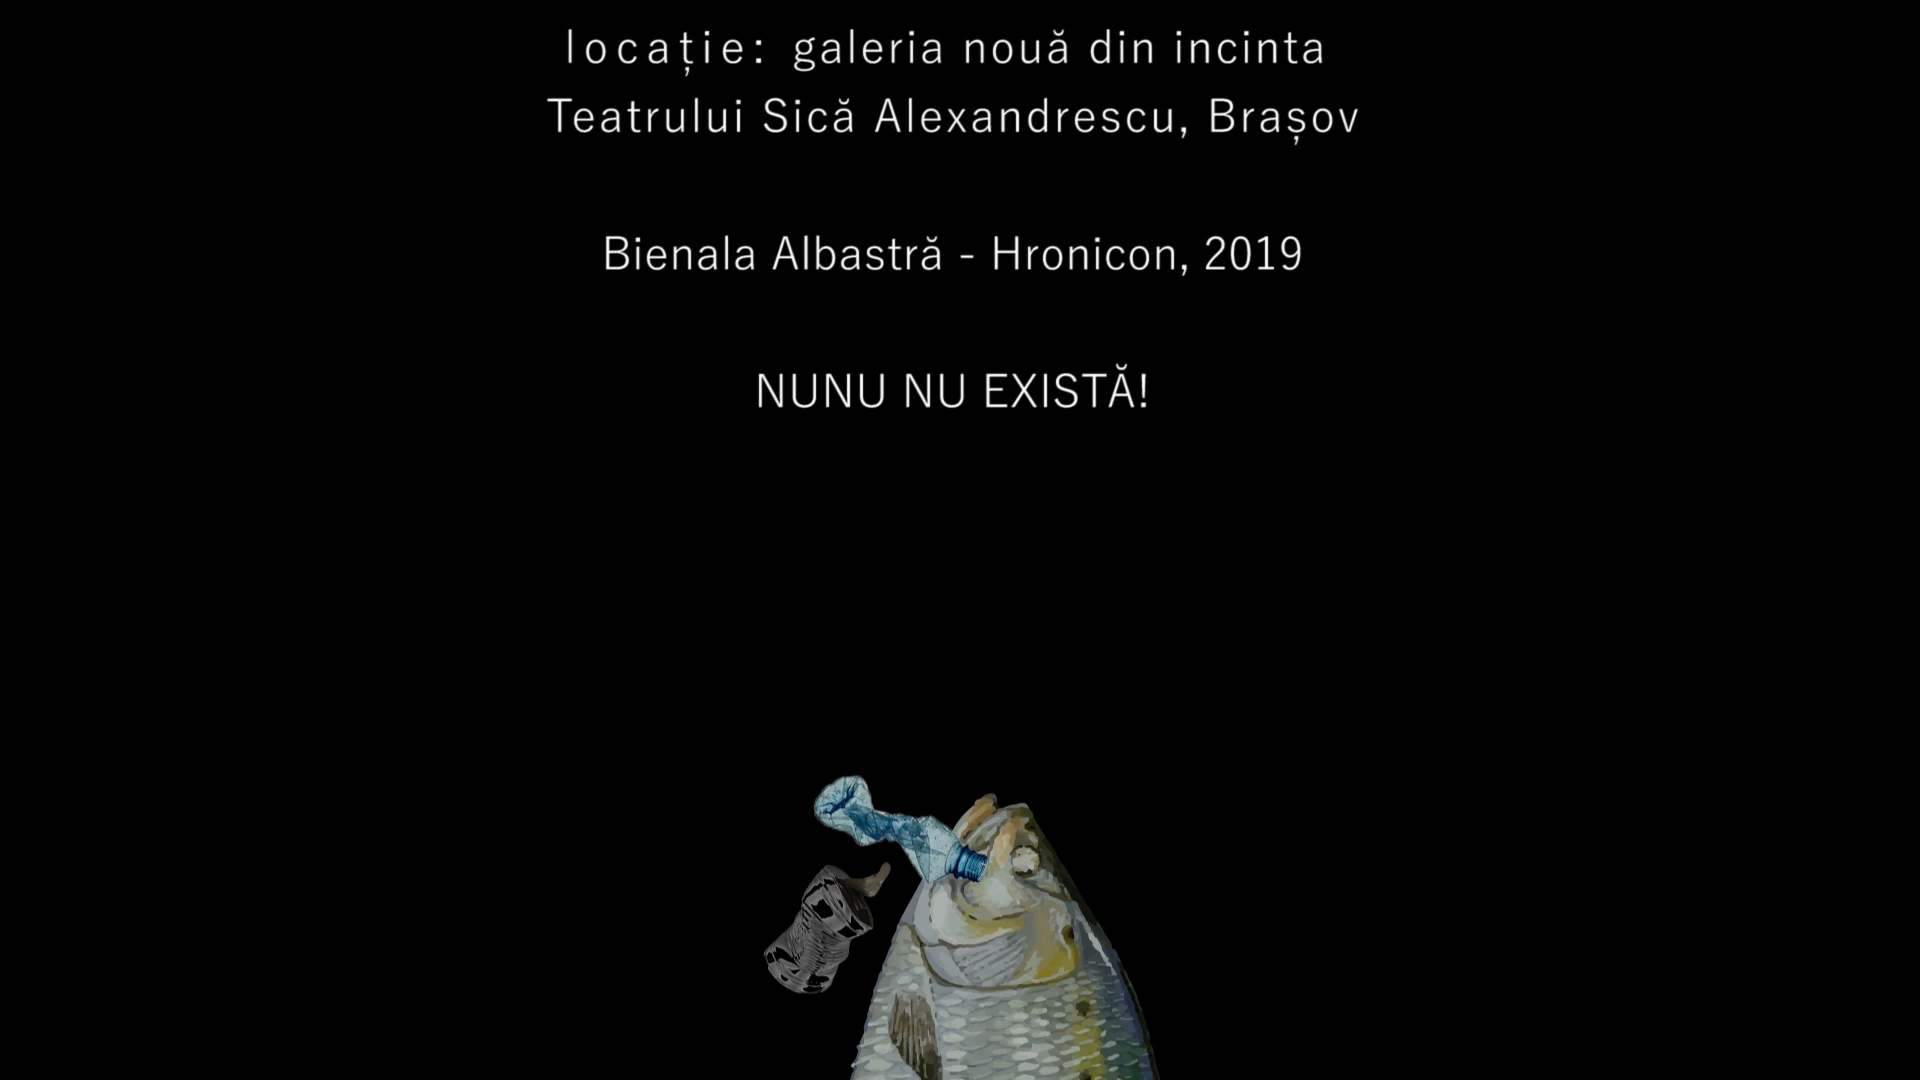 locație: galeria nouă din incinta
Teatrului Sică Alexandrescu, Brașov
Bienala Albastră - Hronicon, 2019
NUNU NU EXISTĂ!